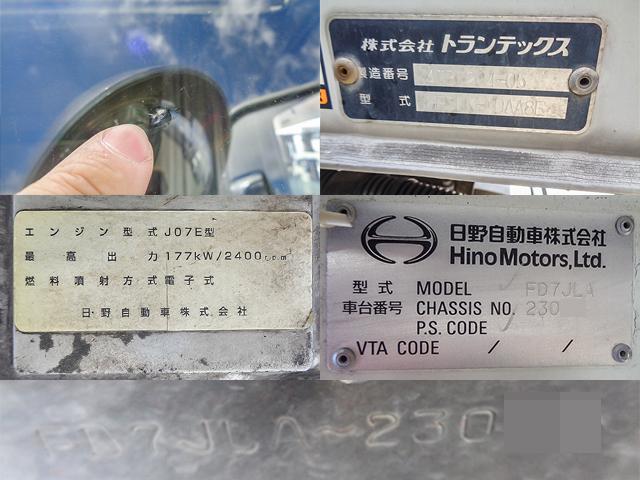 株式会社 トランテックス
製造番号
型 式
エンジン型式 J07E型
最高出力 177kW/2400r.p.m
燃料噴射方式 電子式
日野自動車株式会社
日野自動車株式会社
Hino Motors, Ltd.
型 式 MODEL FD7JLA
車台番号 CHASSIS NO. 230
P.S. CODE /
VTA CODE / /
FD7JLA-230